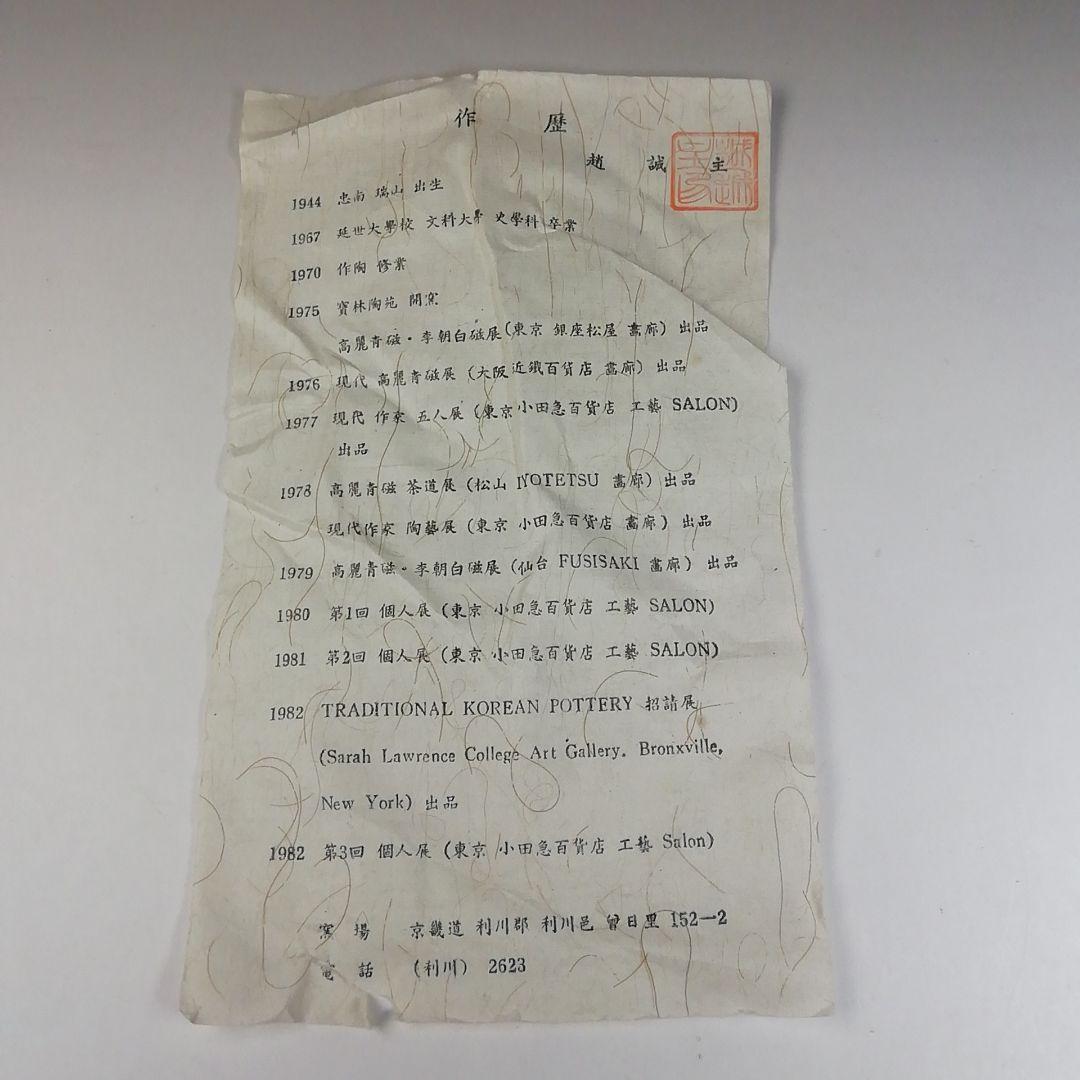 作 歷
趙 誠 主
1944 忠南 瑞山 出生
1967 延世大學校 文科大學 史學科 卒業
1970 作陶 修業
1975 寶林陶苑 開窯
高麗青磁・李朝白磁展(東京 銀座松屋 畵廊) 出品
1976 現代 高麗青磁展 (大阪近鐵百貨店 畵廊) 出品
1977 現代 作家 五人展 (東京小田急百貨店 工藝 SALON)
出品
1978 高麗青磁 茶道展 (松山 IYOTETSU 畵廊) 出品
現代作家 陶藝展 (東京 小田急百貨店 畵廊) 出品
1979 高麗青磁・李朝白磁展 (仙台 FUSISAKI 畵廊) 出品
1980 第1回 個人展 (東京 小田急百貨店 工藝 SALON)
1981 第2回 個人展 (東京 小田急百貨店 工藝 SALON)
1982 TRADITIONAL KOREAN POTTERY 招請展
(Sarah Lawrence College Art Gallery. Bronxville,
New York) 出品
1982 第3回 個人展 (東京 小田急百貨店 工藝 Salon)
窯 場 京畿道 利川郡 利川邑 曾日里 152—2
電 話 (利川) 2623